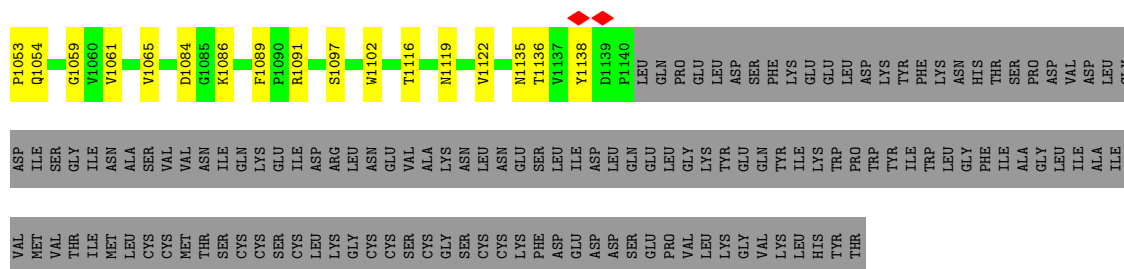 P1053 Q1054 G1059 V1060 V1061 V1065 D1084 G1085 K1086 F1089 P1090 R1091 S1097 W1102 T1116 N1119 V1122 N1135 T1136 V1137 Y1138 D1139 P1140 LEU GLN PRO GLU LEU ASP SER PHE LYS GLU GLU LEU ASP LYS TYR PHE LYS ASN HIS THR SER PRO ASP VAL ASP LEU
ASP ILE SER GLY ILE ASN ALA SER VAL VAL ASN ILE GLN LYS GLU ILE ASP ARG LEU ASN GLU VAL ALA LYS ASN LEU ASN GLU SER LEU ILE ASP LEU GLN GLU LEU GLY LYS TYR GLU GLN TYR ILE LYS TRP PRO TRP TYR ILE TRP LEU GLY PHE ILE ALA GLY LEU ILE ALA ILE
VAL MET VAL THR ILE MET LEU CYS CYS MET THR SER CYS CYS SER CYS LEU LYS GLY CYS CYS SER CYS GLY SER CYS CYS LYS PHE ASP GLU ASP ASP SER GLU PRO VAL LEU LYS GLY VAL LYS LEU HIS TYR THR